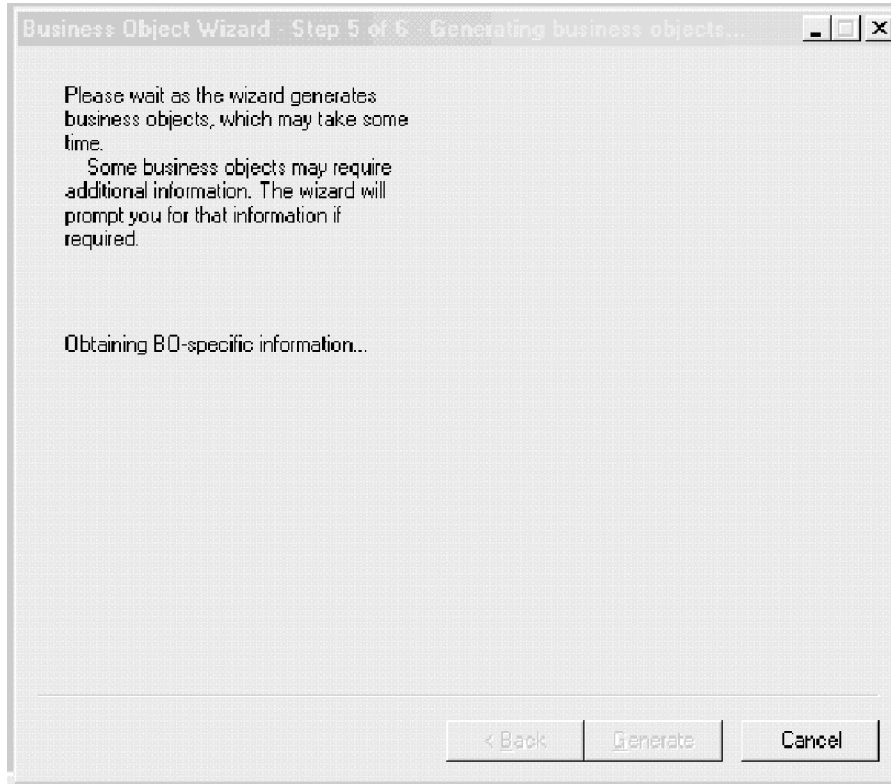 Business Object Wizard - Step 5 of 6 - Generating business objects...
Please wait as the wizard generates
business objects, which may take some
time.
Some business objects may require
additional information. The wizard will
prompt you for that information if
required.
Obtaining BO-specific information...
< Back
Generate
Cancel